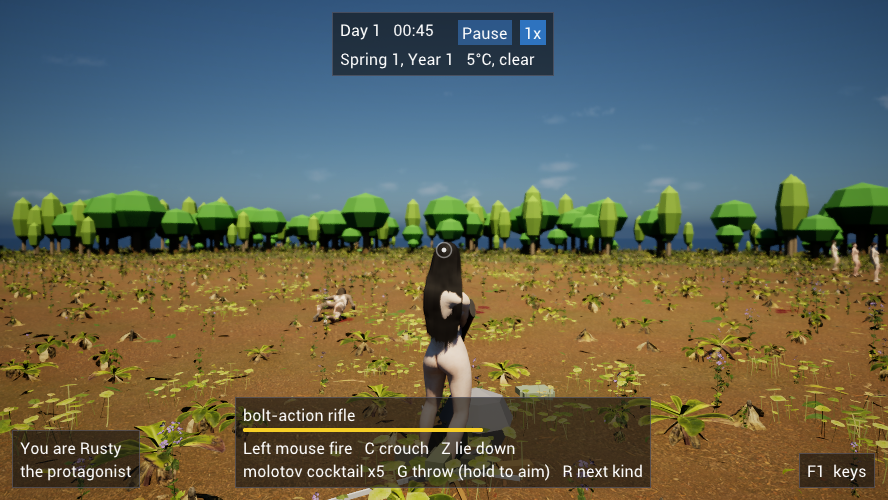 Day 1 00:45 Pause 1x
Spring 1, Year 1 5°C, clear
bolt-action rifle
Left mouse fire C crouch Z lie down
molotov cocktail x5 G throw (hold to aim) R next kind
You are Rusty
the protagonist
F1 keys